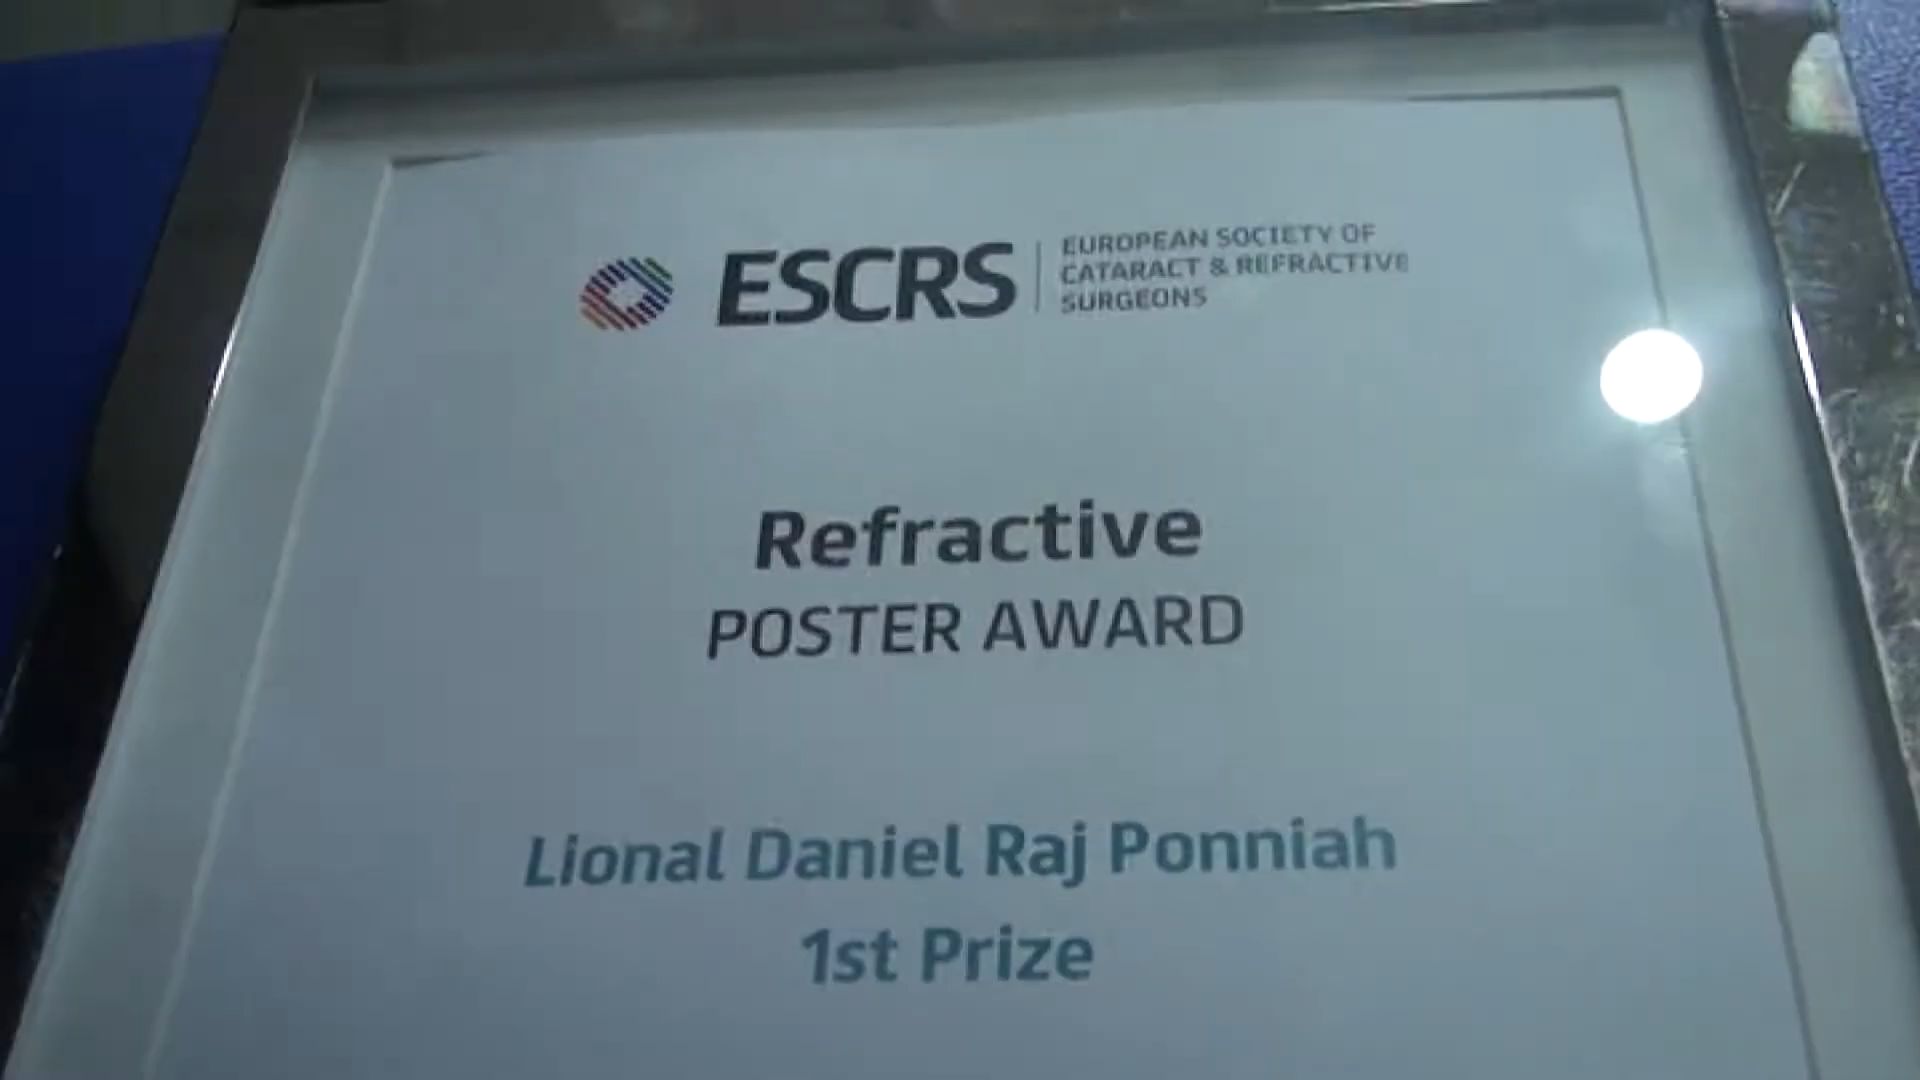 ESCRS
EUROPEAN SOCIETY OF
CATARACT & REFRACTIVE
SURGEONS
Refractive
POSTER AWARD
Lional Daniel Raj Ponniah
1st Prize